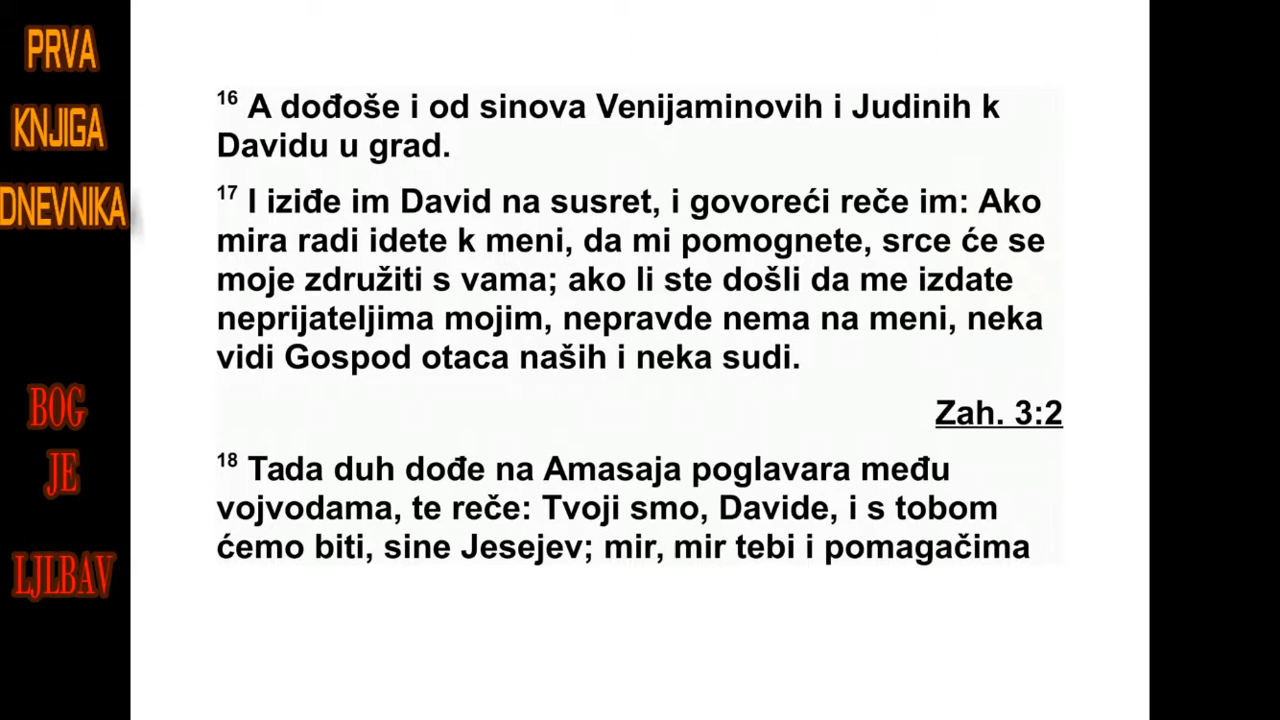 PRVA
KNJIGA
DNEVNIKA
BOG
JE
LJLBAV
16 A dođoše i od sinova Venijaminovih i Judinih k
Davidu u grad.
17 I iziđe im David na susret, i govoreći reče im: Ako
mira radi idete k meni, da mi pomognete, srce će se
moje združiti s vama; ako li ste došli da me izdate
neprijateljima mojim, nepravde nema na meni, neka
vidi Gospod otaca naših i neka sudi.
Zah. 3:2
18 Tada duh dođe na Amasaja poglavara među
vojvodama, te reče: Tvoji smo, Davide, i s tobom
ćemo biti, sine Jesejev; mir, mir tebi i pomagačima